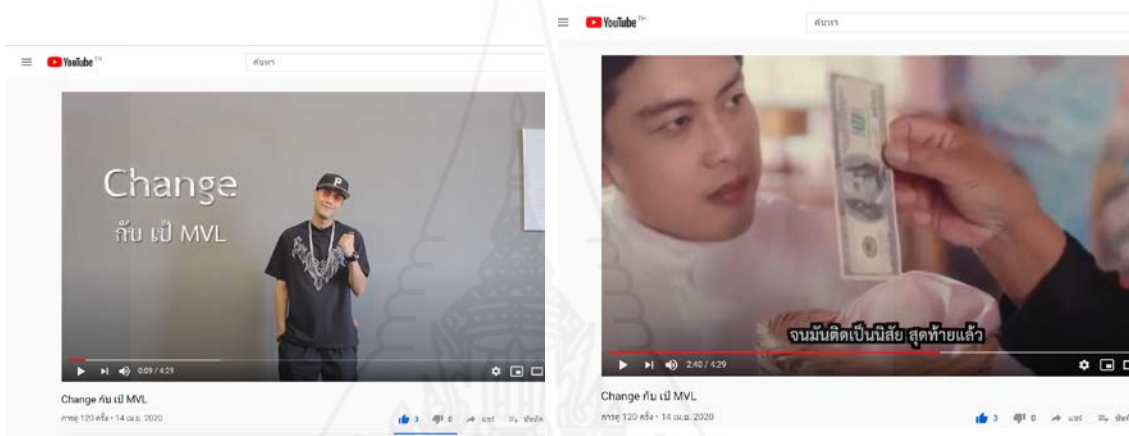 YouTube TH
ค้นหา
Change
กับ เป้ MVL
P
0:09 / 4:29
Change กับ เป้ MVL
การดู 120 ครั้ง • 14 เม.ย. 2020
3
0
แชร์
YouTube TH
ค้นหา
100
จนมันติดเป็นนิสัย สุดท้ายแล้ว
2:40 / 4:29
Change กับ เป้ MVL
การดู 120 ครั้ง • 14 เม.ย. 2020
3
0
แชร์